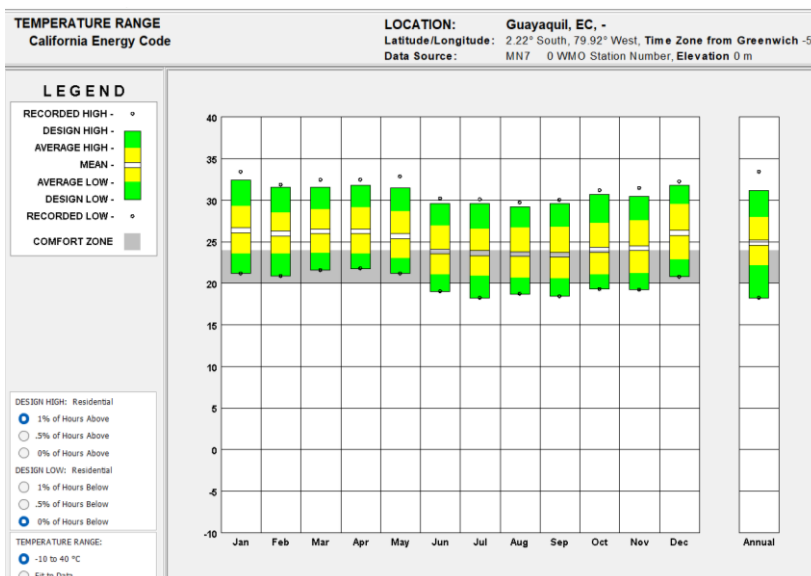 TEMPERATURE RANGE
California Energy Code
LOCATION: Guayaquil, EC, -
Latitude/Longitude: 2.22° South, 79.92° West, Time Zone from Greenwich -5
Data Source: MN7 0 WMO Station Number, Elevation 0 m
LEGEND
RECORDED HIGH -
DESIGN HIGH -
AVERAGE HIGH -
MEAN -
AVERAGE LOW -
DESIGN LOW -
RECORDED LOW -
COMFORT ZONE
DESIGN HIGH: Residential
1% of Hours Above
.5% of Hours Above
0% of Hours Above
DESIGN LOW: Residential
1% of Hours Below
.5% of Hours Below
0% of Hours Below
TEMPERATURE RANGE:
-10 to 40 °C
Fit to Data
40
35
30
25
20
15
10
5
0
-5
-10
Jan Feb Mar Apr May Jun Jul Aug Sep Oct Nov Dec Annual